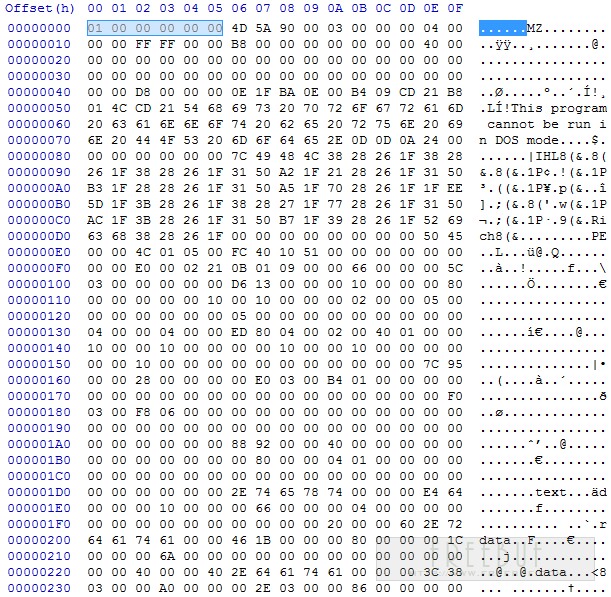 Offset(h) 00 01 02 03 04 05 06 07 08 09 0A 0B 0C 0D 0E 0F
00000000 01 00 00 00 00 00 4D 5A 90 00 03 00 00 00 04 00 ......MZ........
00000010 00 00 FF FF 00 00 B8 00 00 00 00 00 00 00 40 00 ..ÿÿ..¸.......@.
00000020 00 00 00 00 00 00 00 00 00 00 00 00 00 00 00 00 ................
00000030 00 00 00 00 00 00 00 00 00 00 00 00 00 00 00 00 ................
00000040 00 00 D8 00 00 00 0E 1F BA 0E 00 B4 09 CD 21 B8 ..Ø.....º..´.Í!¸
00000050 01 4C CD 21 54 68 69 73 20 70 72 6F 67 72 61 6D .LÍ!This program
00000060 20 63 61 6E 6E 6F 74 20 62 65 20 72 75 6E 20 69  cannot be run i
00000070 6E 20 44 4F 53 20 6D 6F 64 65 2E 0D 0D 0A 24 00 n DOS mode....$.
00000080 00 00 00 00 00 00 7C 49 48 4C 38 28 26 1F 38 28 ......|IHL8(&.8(
00000090 26 1F 38 28 26 1F 31 50 A2 1F 21 28 26 1F 31 50 &.8(&.1P¢.!(&.1P
000000A0 B3 1F 28 28 26 1F 31 50 A5 1F 70 28 26 1F 1F EE ³.((&.1P¥.p(&..î
000000B0 5D 1F 3B 28 26 1F 38 28 27 1F 77 28 26 1F 31 50 ].;(&.8('.w(&.1P
000000C0 AC 1F 3B 28 26 1F 31 50 B7 1F 39 28 26 1F 52 69 ¬.;(&.1P·.9(&.Ri
000000D0 63 68 38 28 26 1F 00 00 00 00 00 00 00 00 50 45 ch8(&.........PE
000000E0 00 00 4C 01 05 00 FC 40 10 51 00 00 00 00 00 00 ..L...ü@.Q......
000000F0 00 00 E0 00 02 21 0B 01 09 00 00 66 00 00 00 5C ..à..!.....f...\
00000100 03 00 00 00 00 00 D6 13 00 00 00 10 00 00 00 80 ......Ö........€
00000110 00 00 00 00 00 10 00 10 00 00 00 02 00 00 05 00 ................
00000120 00 00 00 00 00 00 05 00 00 00 00 00 00 00 00 00 ................
00000130 04 00 00 04 00 00 ED 80 04 00 02 00 40 01 00 00 ......í€....@...
00000140 10 00 00 10 00 00 00 00 10 00 00 10 00 00 00 00 ................
00000150 00 00 10 00 00 00 00 00 00 00 00 00 00 00 7C 95 ..............|•
00000160 00 00 28 00 00 00 00 E0 03 00 B4 01 00 00 00 00 ..(....à..´.....
00000170 00 00 00 00 00 00 00 00 00 00 00 00 00 00 00 F0 ...............ð
00000180 03 00 F8 06 00 00 00 00 00 00 00 00 00 00 00 00 ..ø.............
00000190 00 00 00 00 00 00 00 00 00 00 00 00 00 00 00 00 ................
000001A0 00 00 00 00 00 00 88 92 00 00 40 00 00 00 00 00 ......ˆ’..@.....
000001B0 00 00 00 00 00 00 00 80 00 00 04 01 00 00 00 00 .......€........
000001C0 00 00 00 00 00 00 00 00 00 00 00 00 00 00 00 00 ................
000001D0 00 00 00 00 00 00 2E 74 65 78 74 00 00 00 E4 64 .......text...äd
000001E0 00 00 00 10 00 00 00 66 00 00 00 04 00 00 00 00 .......f........
000001F0 00 00 00 00 00 00 00 00 00 00 20 00 00 60 2E 72 .......... ..`.r
00000200 64 61 74 61 00 00 46 1B 00 00 00 80 00 00 00 1C data..F....€....
00000210 00 00 00 6A 00 00 00 00 00 00 00 00 00 00 00 00 ...j............
00000220 00 00 40 00 00 40 2E 64 61 74 61 00 00 00 3C 38 ..@..@.data...<8
00000230 03 00 00 A0 00 00 00 2E 03 00 00 86 00 00 00 00 ... .......†....
FREEBUF